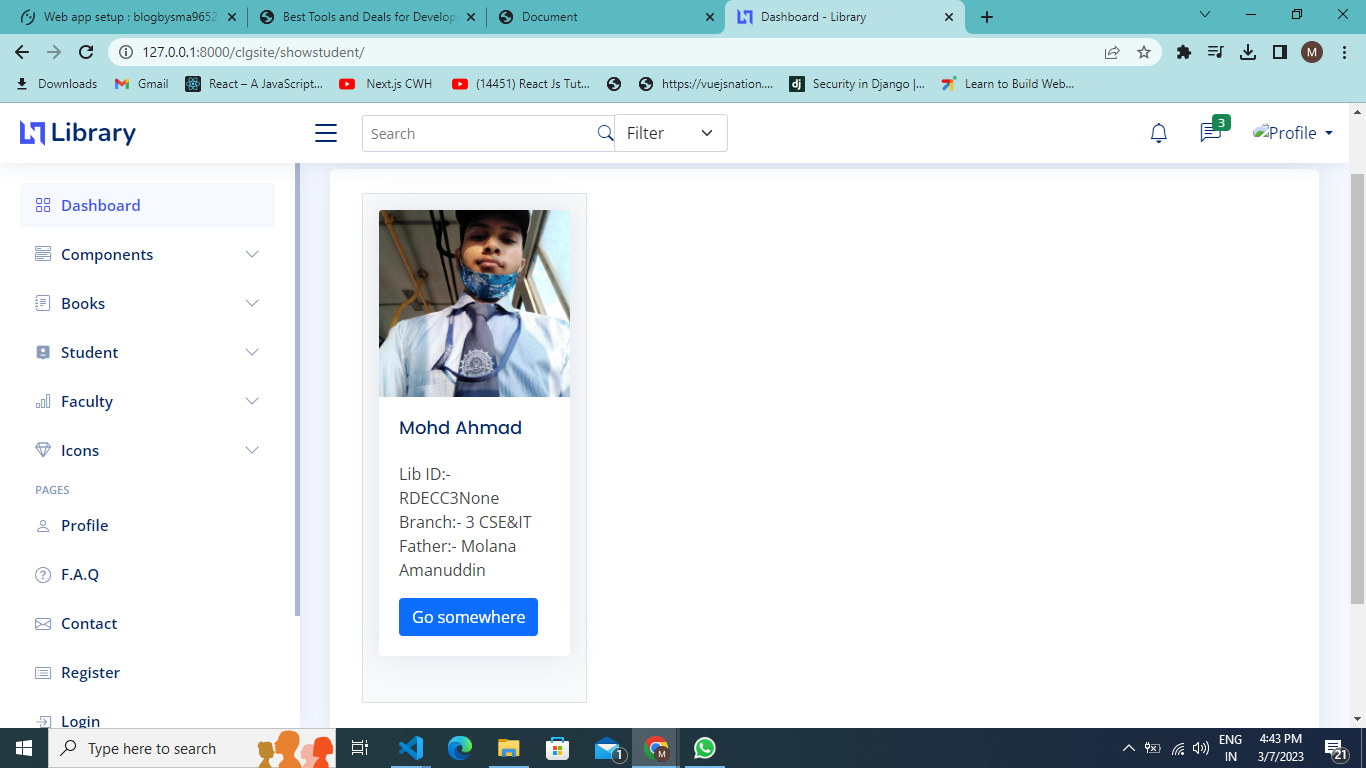 Web app setup : blogbysma9652
Best Tools and Deals for Develop
Document
Dashboard - Library
127.0.0.1:8000/clgsite/showstudent/
M
Downloads
Gmail
React – A JavaScript...
Next.js CWH
(14451) React Js Tut...
https://vuejsnation....
dj
Security in Django |...
Learn to Build Web...
Library
Search
Filter
3
Profile
Dashboard
Components
Books
Student
Faculty
Icons
PAGES
Profile
F.A.Q
Contact
Register
Login
Mohd Ahmad
Lib ID:-
RDECC3None
Branch:- 3 CSE&IT
Father:- Molana
Amanuddin
Go somewhere
Type here to search
1
M
ENG
IN
4:43 PM
3/7/2023
21